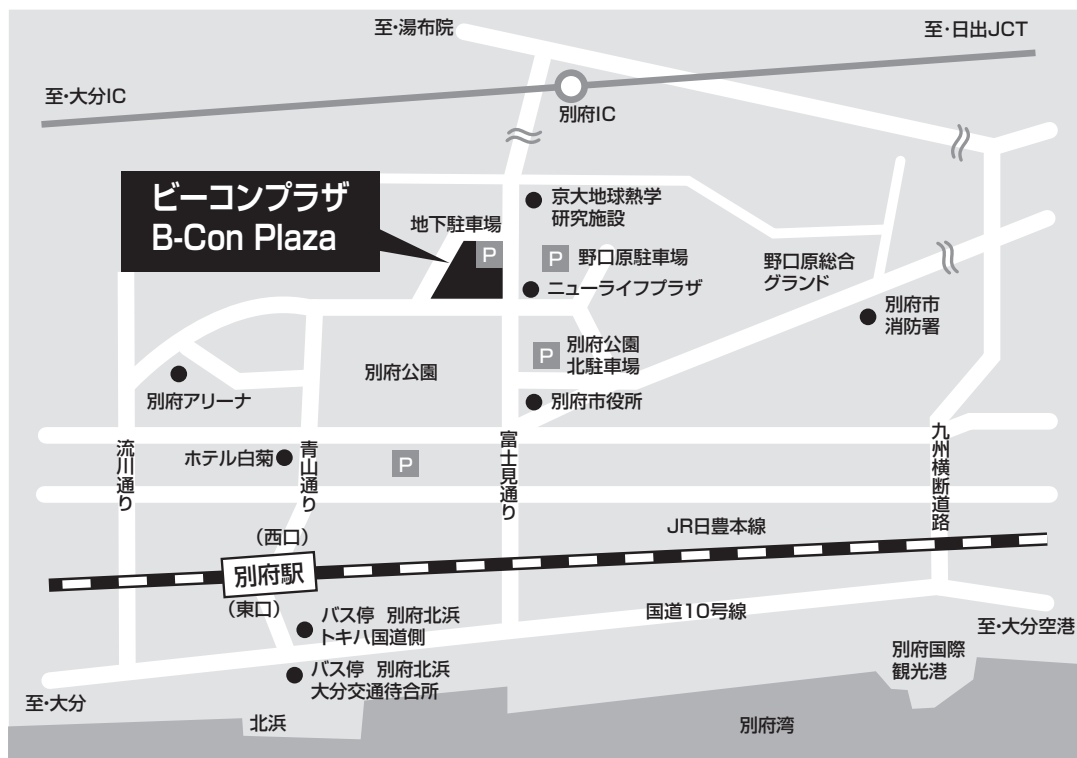 至・湯布院
至・日出JCT
至・大分IC
別府IC
ビーコンプラザ
B-Con Plaza
地下駐車場
P
京大地球熱学
研究施設
P 野口原駐車場
ニューライフプラザ
野口原総合
グランド
別府市
消防署
P
別府公園
北駐車場
別府公園
別府アリーナ
別府市役所
流川通り
ホテル白菊
青山通り
P
富士見通り
九州横断道路
JR日豊本線
（西口）
別府駅
（東口）
バス停 別府北浜
トキハ国道側
国道10号線
至・大分空港
バス停 別府北浜
大分交通待合所
別府国際
観光港
至・大分
北浜
別府湾